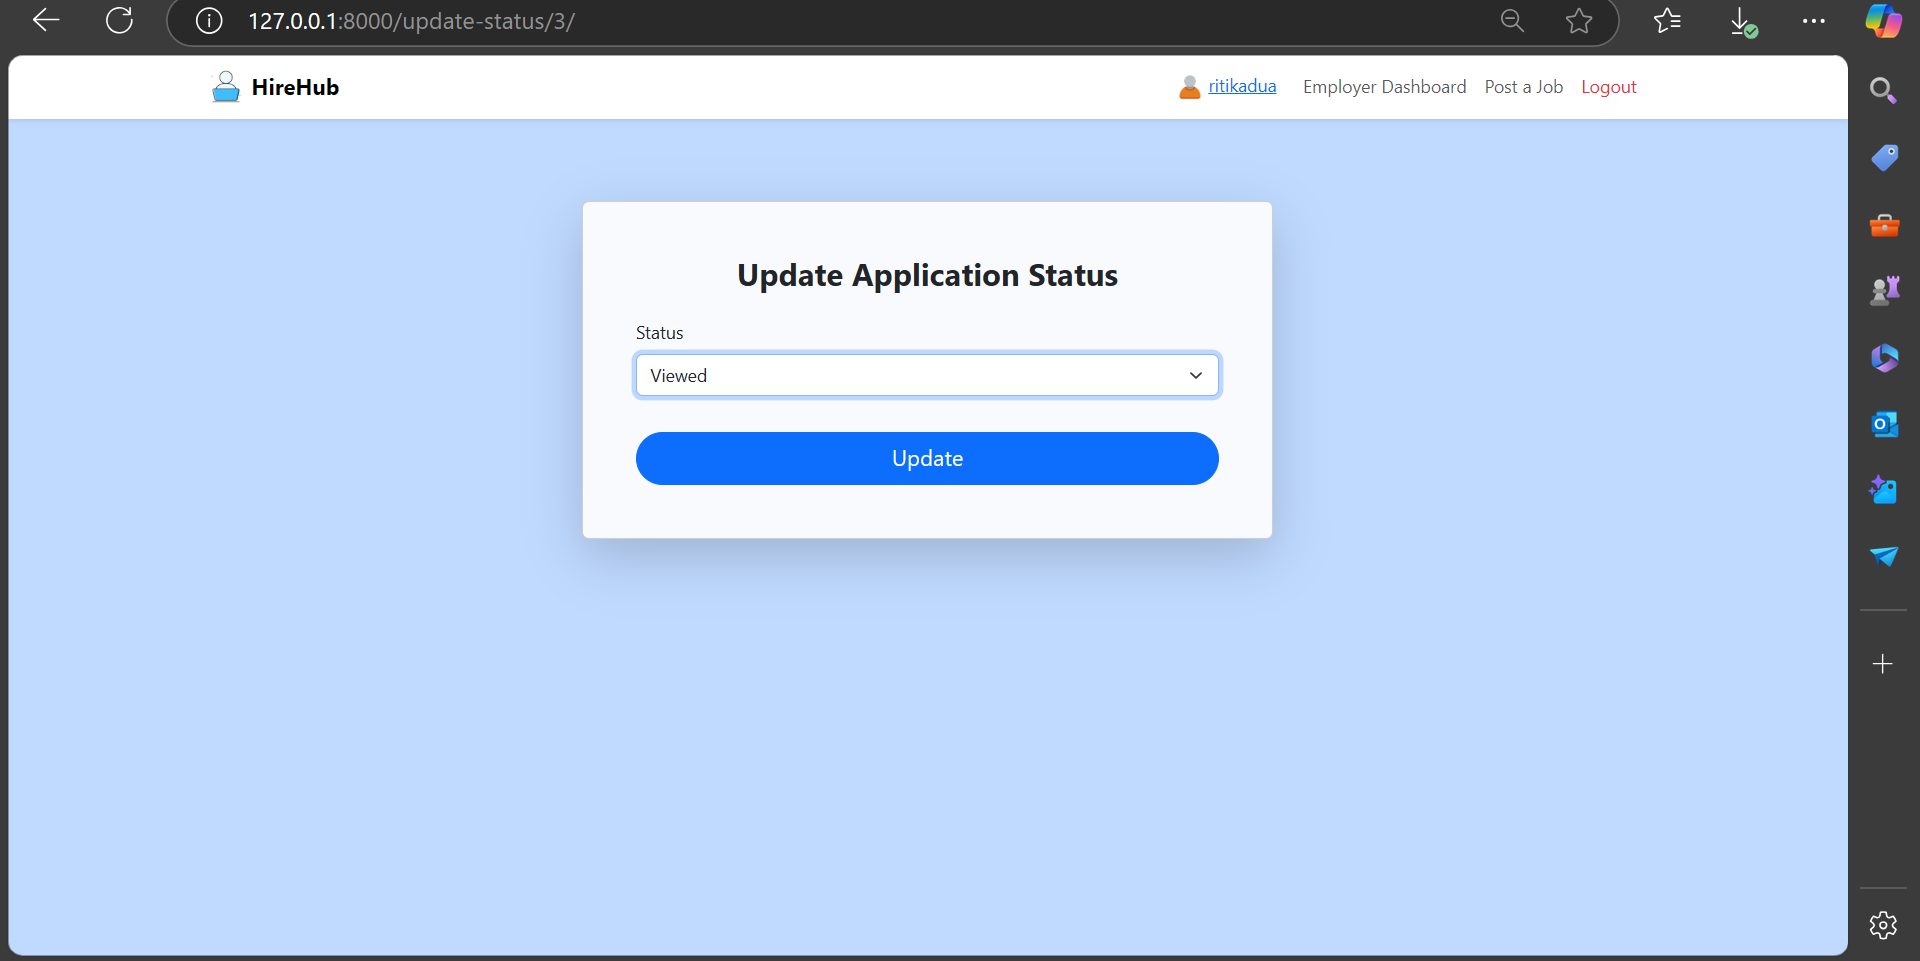 127.0.0.1:8000/update-status/3/
HireHub
ritikadua Employer Dashboard Post a Job Logout
Update Application Status
Status
Viewed
Update